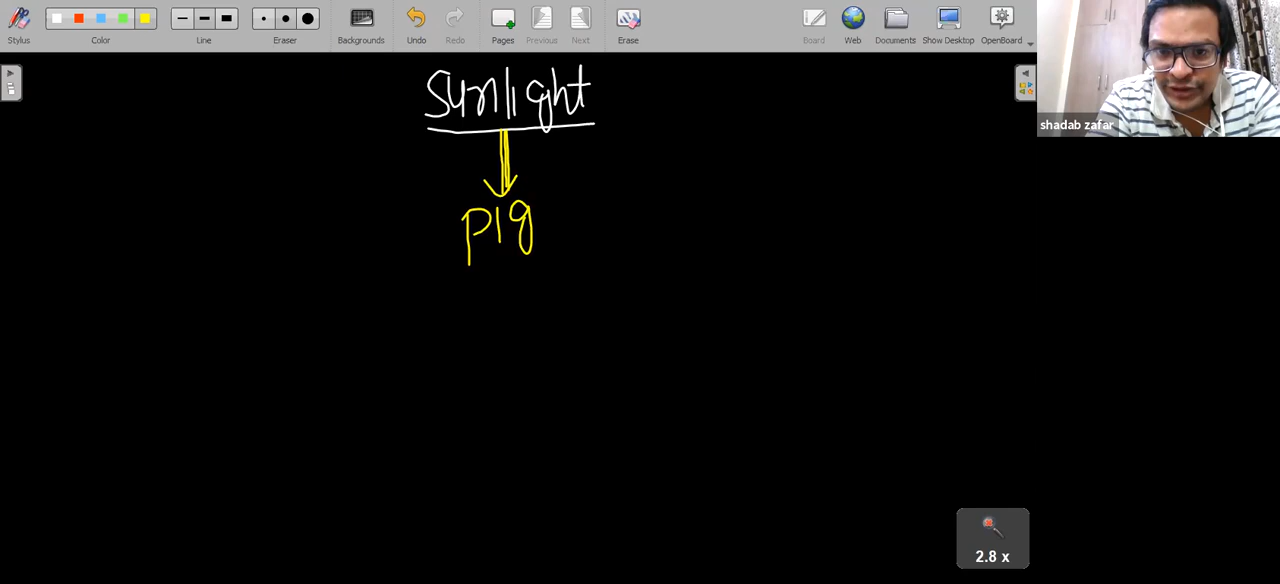 Stylus
Color
Line
Eraser
Backgrounds
Undo
Redo
Pages
Previous
Next
Erase
Board
Web
Documents
Show Desktop
OpenBoard
shadab zafar
Sunlight
pig
2.8 x